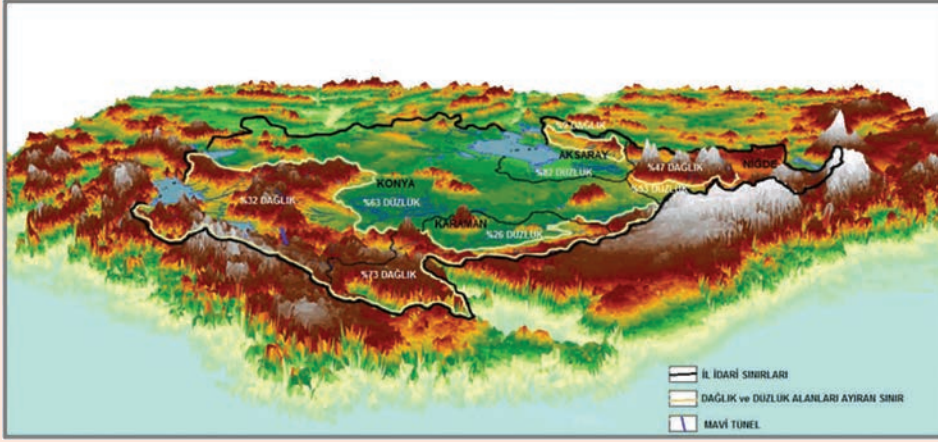 DAĞLIK
AKSARAY
%47 DAĞLIK
NİĞDE
DÜZLÜK
KONYA
%53 DÜZLÜK
%32 DAĞLIK
%63 DÜZLÜK
KARAMAN
%26 DÜZLÜK
%73 DAĞLIK
İL İDARİ SINIRLARI
DAĞLIK ve DÜZLÜK ALANLARI AYIRAN SINIR
MAVİ TÜNEL